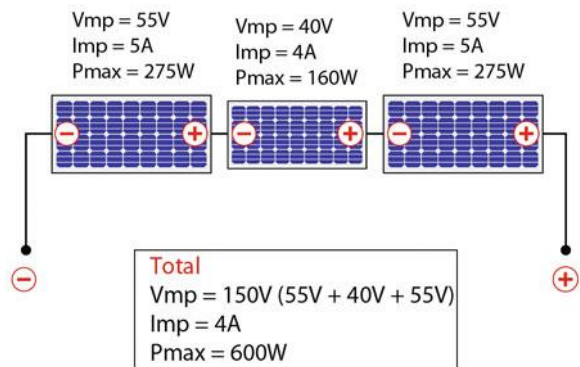 Vmp = 55V
Imp = 5A
Pmax = 275W
Vmp = 40V
Imp = 4A
Pmax = 160W
Vmp = 55V
Imp = 5A
Pmax = 275W
− + − + − +
− +
Total
Vmp = 150V (55V + 40V + 55V)
Imp = 4A
Pmax = 600W